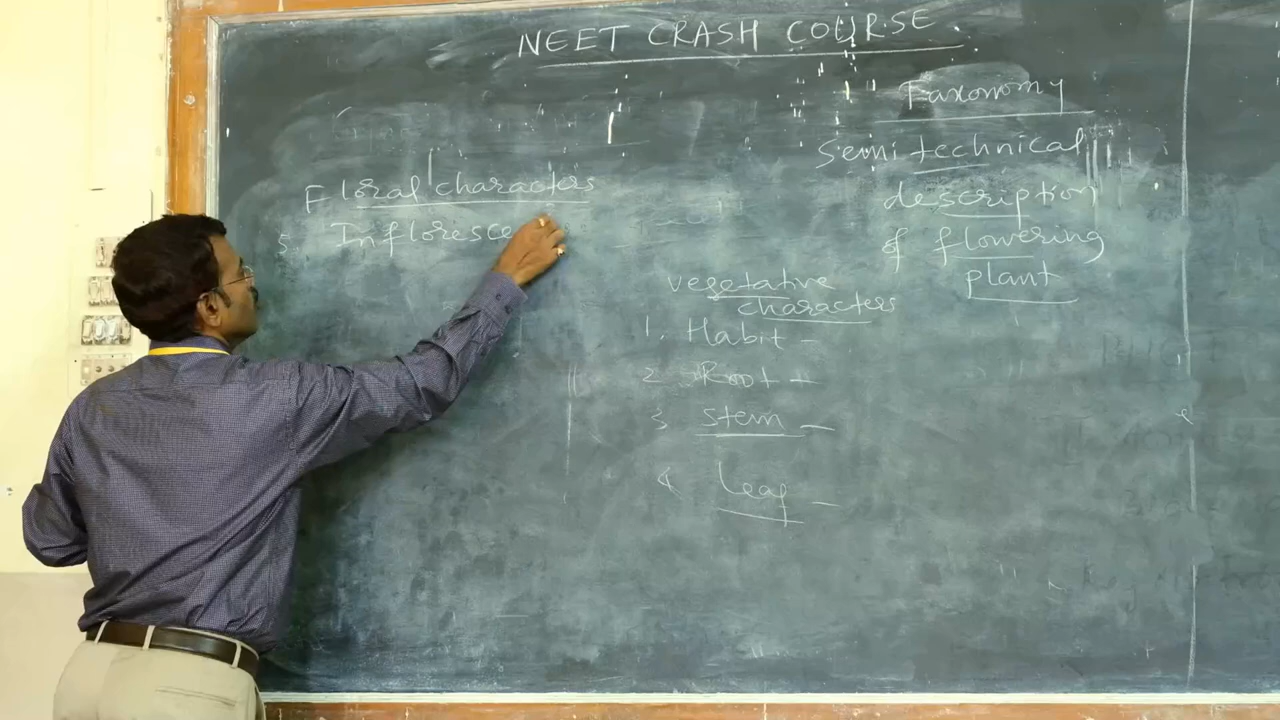 NEET CRASH COURSE.
Taxonomy
Semi technical
description
of flowering
plant
vegetative
characters
1. Habit -
2 Root -
3 Stem -
4 Leaf -
Floral characters
5. Infloresce